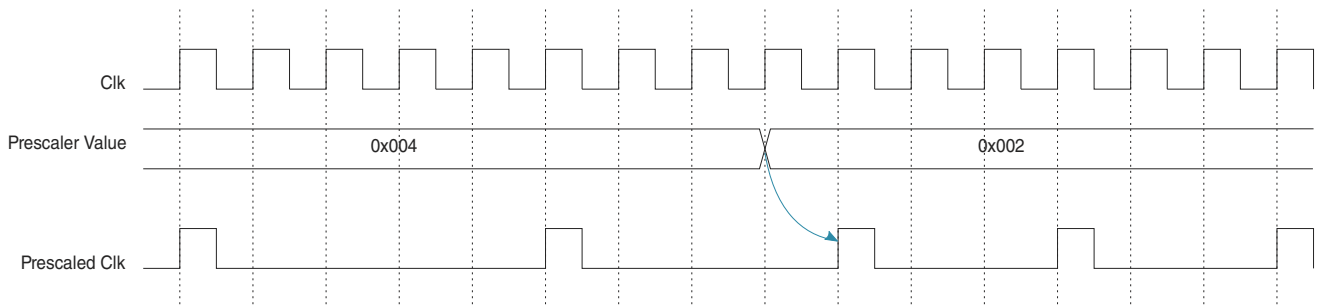 Clk
Prescaler Value
0x004
0x002
Prescaled Clk